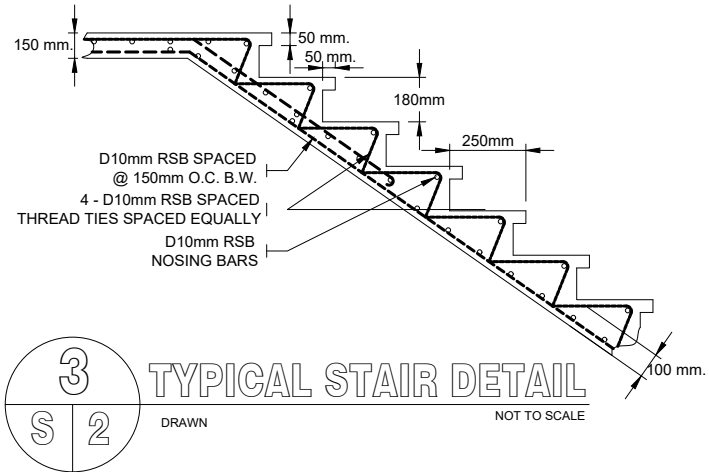 150 mm.
50 mm.
50 mm.
180mm
250mm
D10mm RSB SPACED
@ 150mm O.C. B.W.
4 - D10mm RSB SPACED
THREAD TIES SPACED EQUALLY
D10mm RSB
NOSING BARS
100 mm.
3
S 2
TYPICAL STAIR DETAIL
DRAWN
NOT TO SCALE